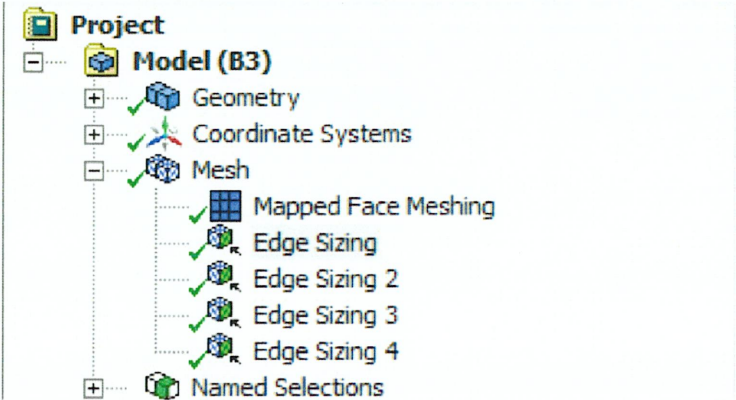 Project
Model (B3)
Geometry
Coordinate Systems
Mesh
Mapped Face Meshing
Edge Sizing
Edge Sizing 2
Edge Sizing 3
Edge Sizing 4
Named Selections